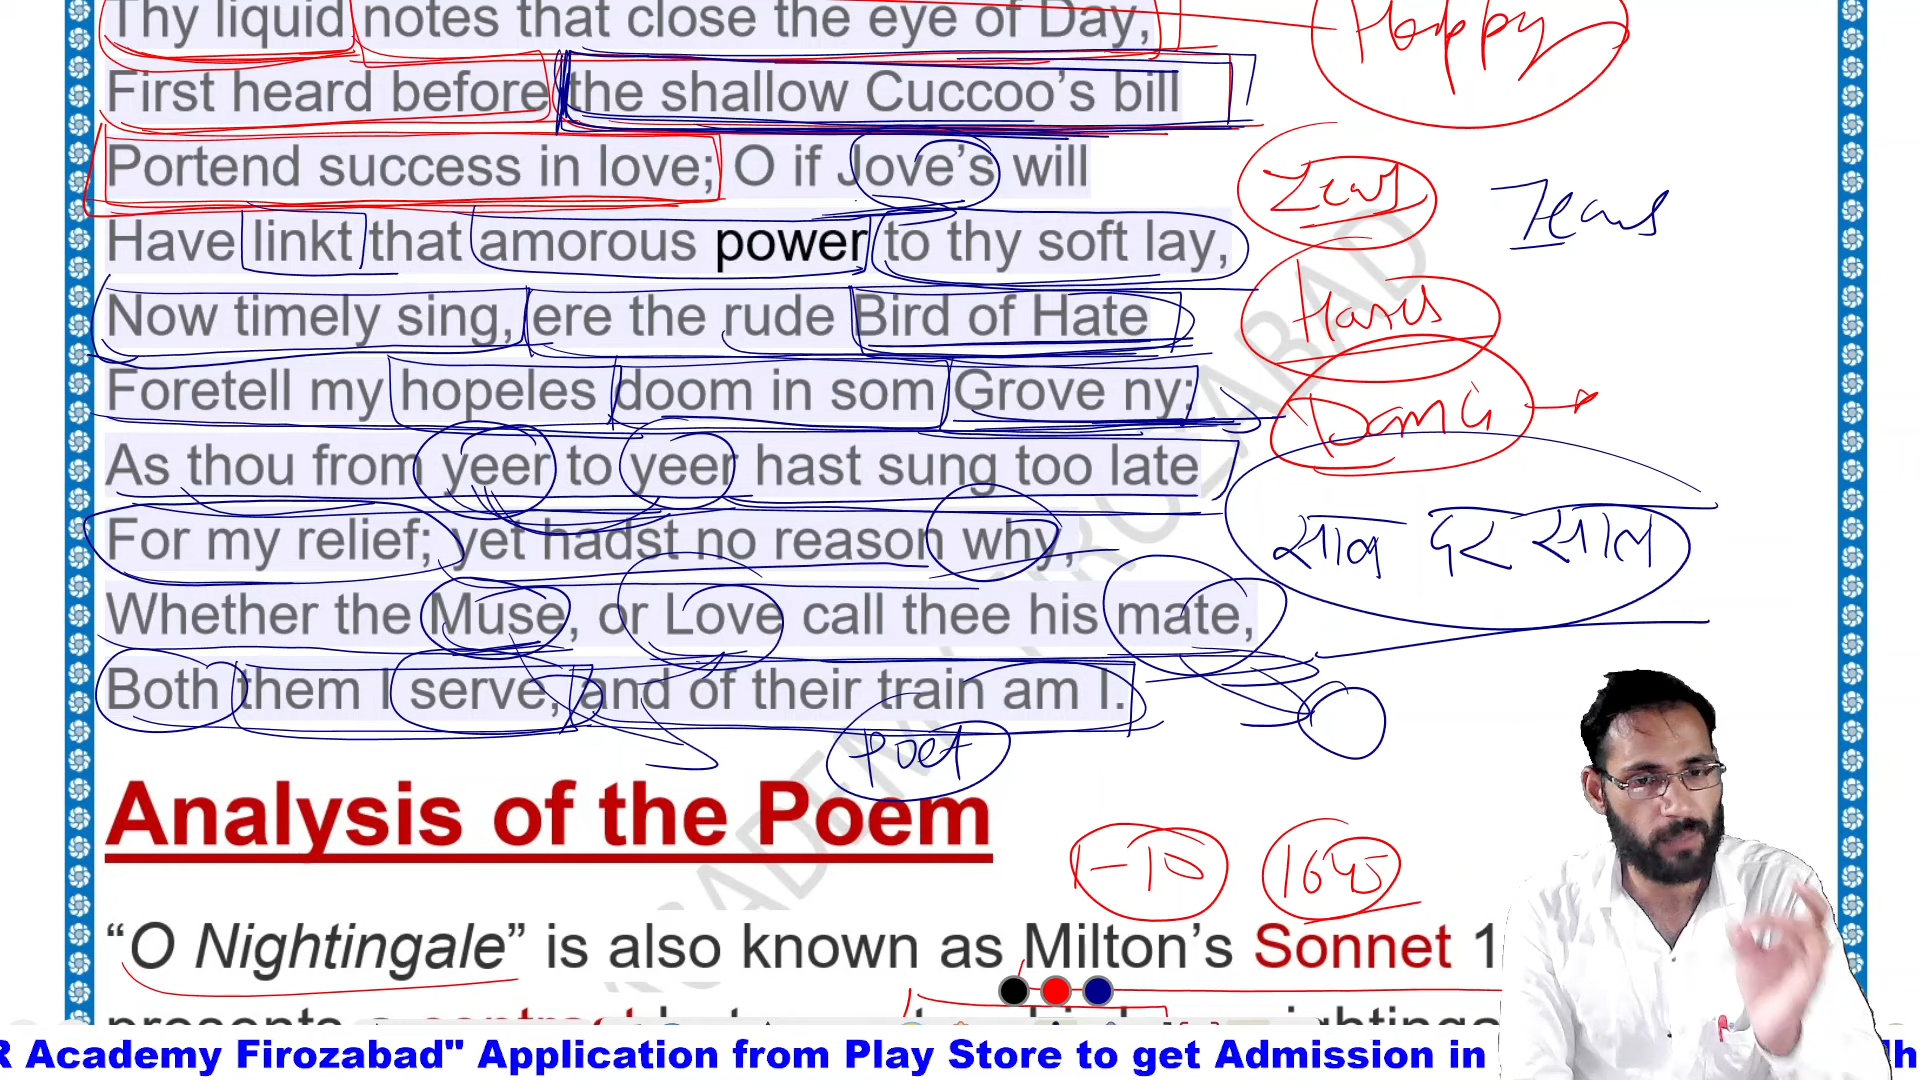 Thy liquid notes that close the eye of Day,
Happy
First heard before the shallow Cuccoo’s bill
Portend success in love; O if Jove’s will
Zeus
Zeus
Have linkt that amorous power to thy soft lay,
Now timely sing, ere the rude Bird of Hate
Foretell my hopeles doom in som Grove ny;
As thou from yeer to yeer hast sung too late
साल दर साल
For my relief; yet hadst no reason why,
Whether the Muse, or Love call thee his mate,
Both them I serve, and of their train am I.
Poet
Analysis of the Poem
1-10 1645
“O Nightingale” is also known as Milton’s Sonnet 1
R Academy Firozabad" Application from Play Store to get Admission in